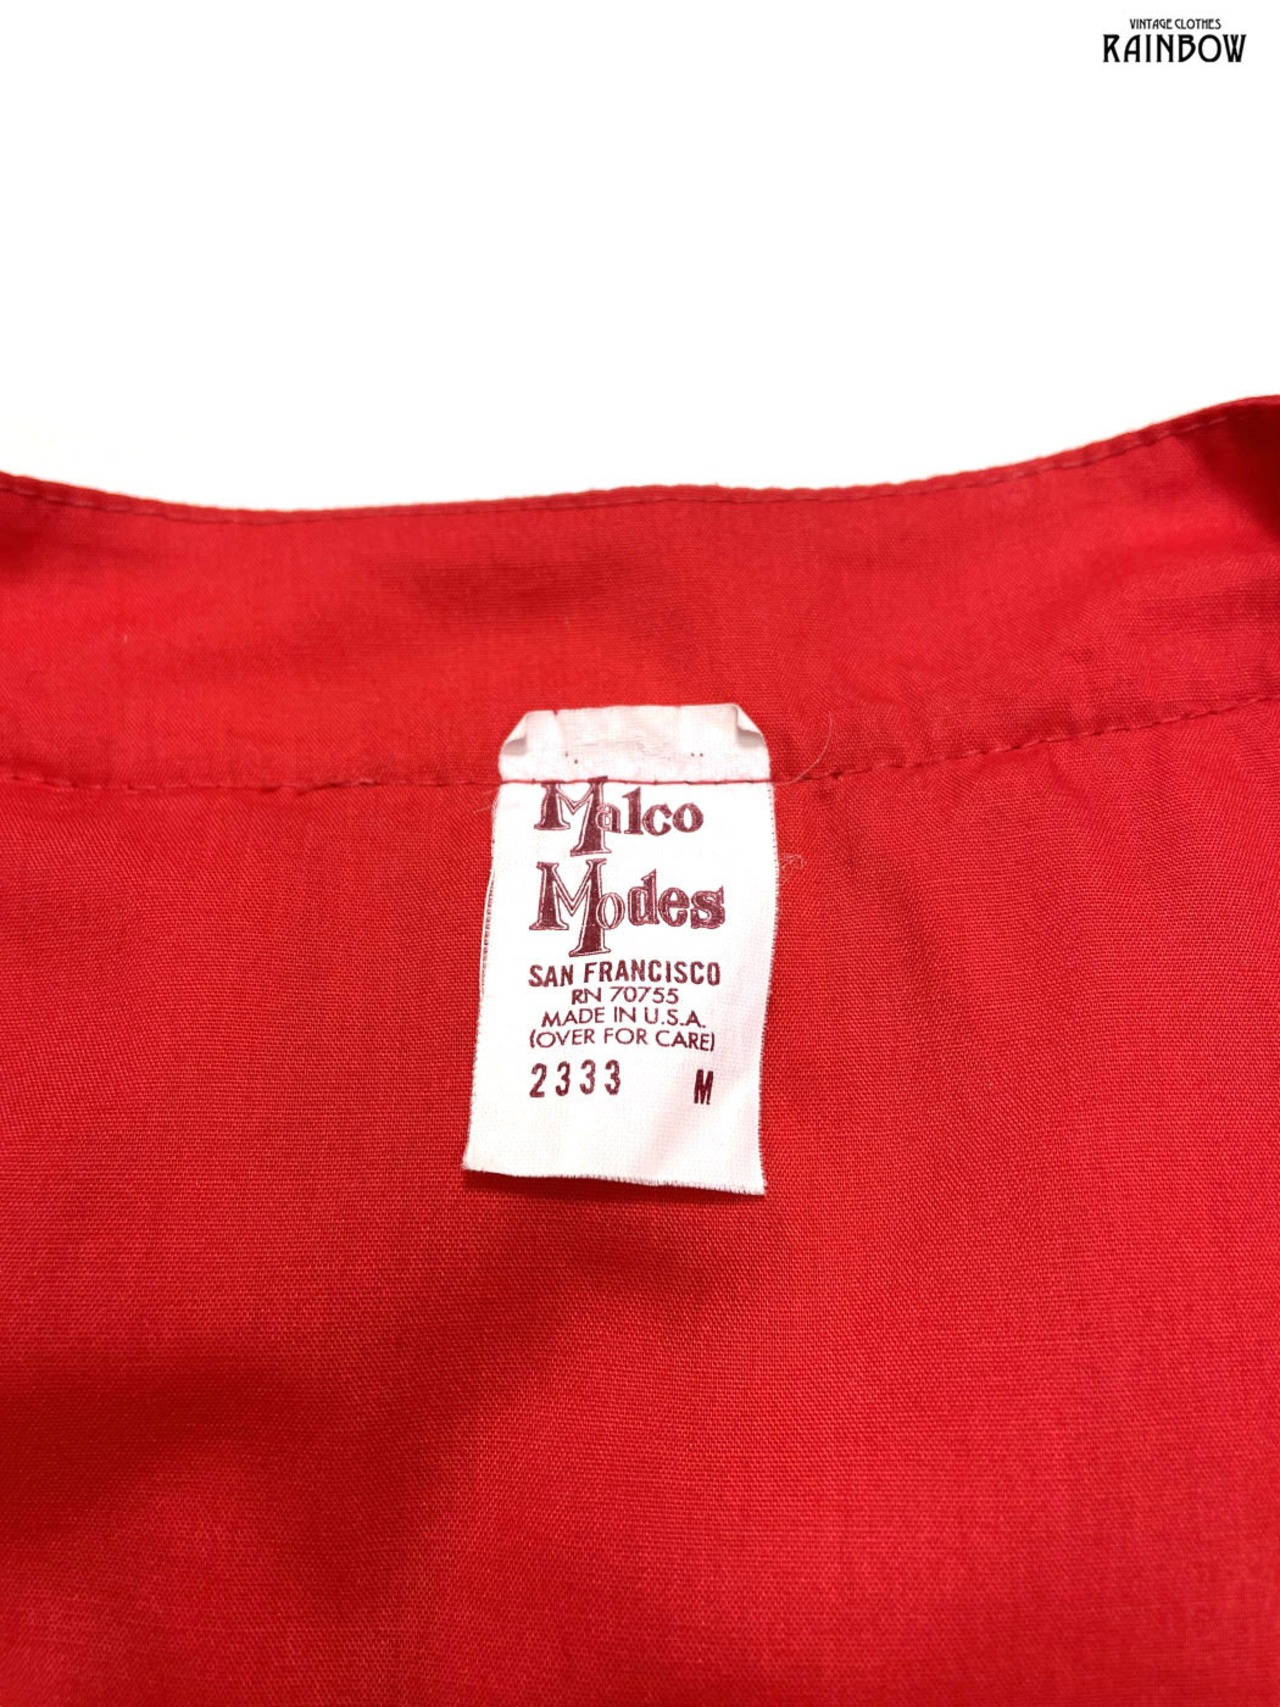 VINTAGE CLOTHES
RAINBOW
Malco
Modes
SAN FRANCISCO
RN 70755
MADE IN U.S.A.
(OVER FOR CARE)
2333 M